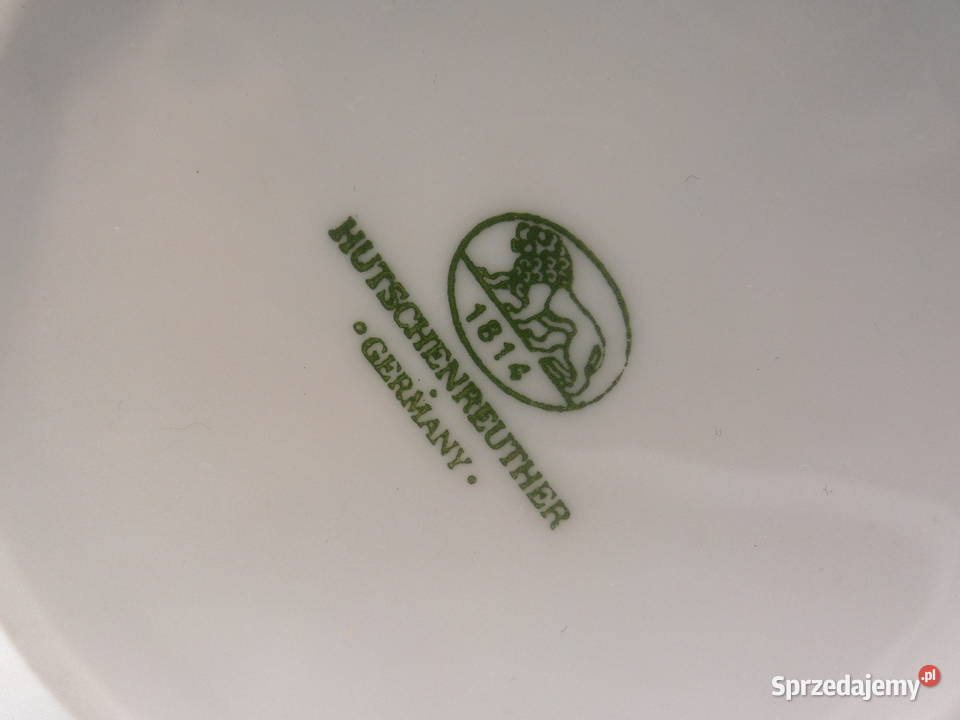 1814
HUTSCHENREUTHER
· GERMANY ·
Sprzedajemy.pl